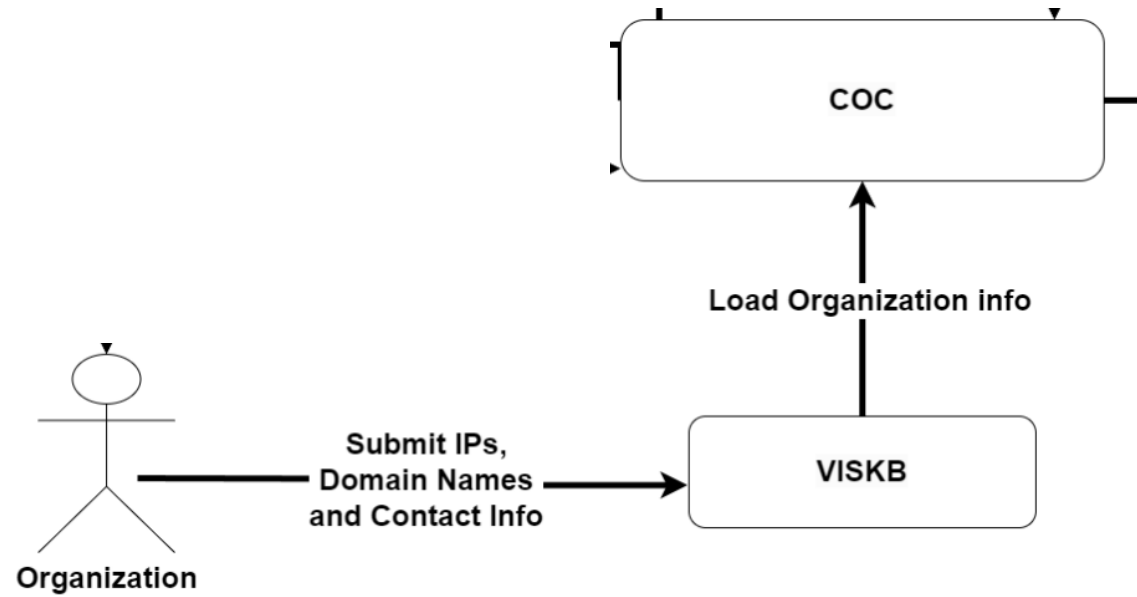 COC
Load Organization info
Submit IPs,
Domain Names
and Contact Info
VISKB
Organization